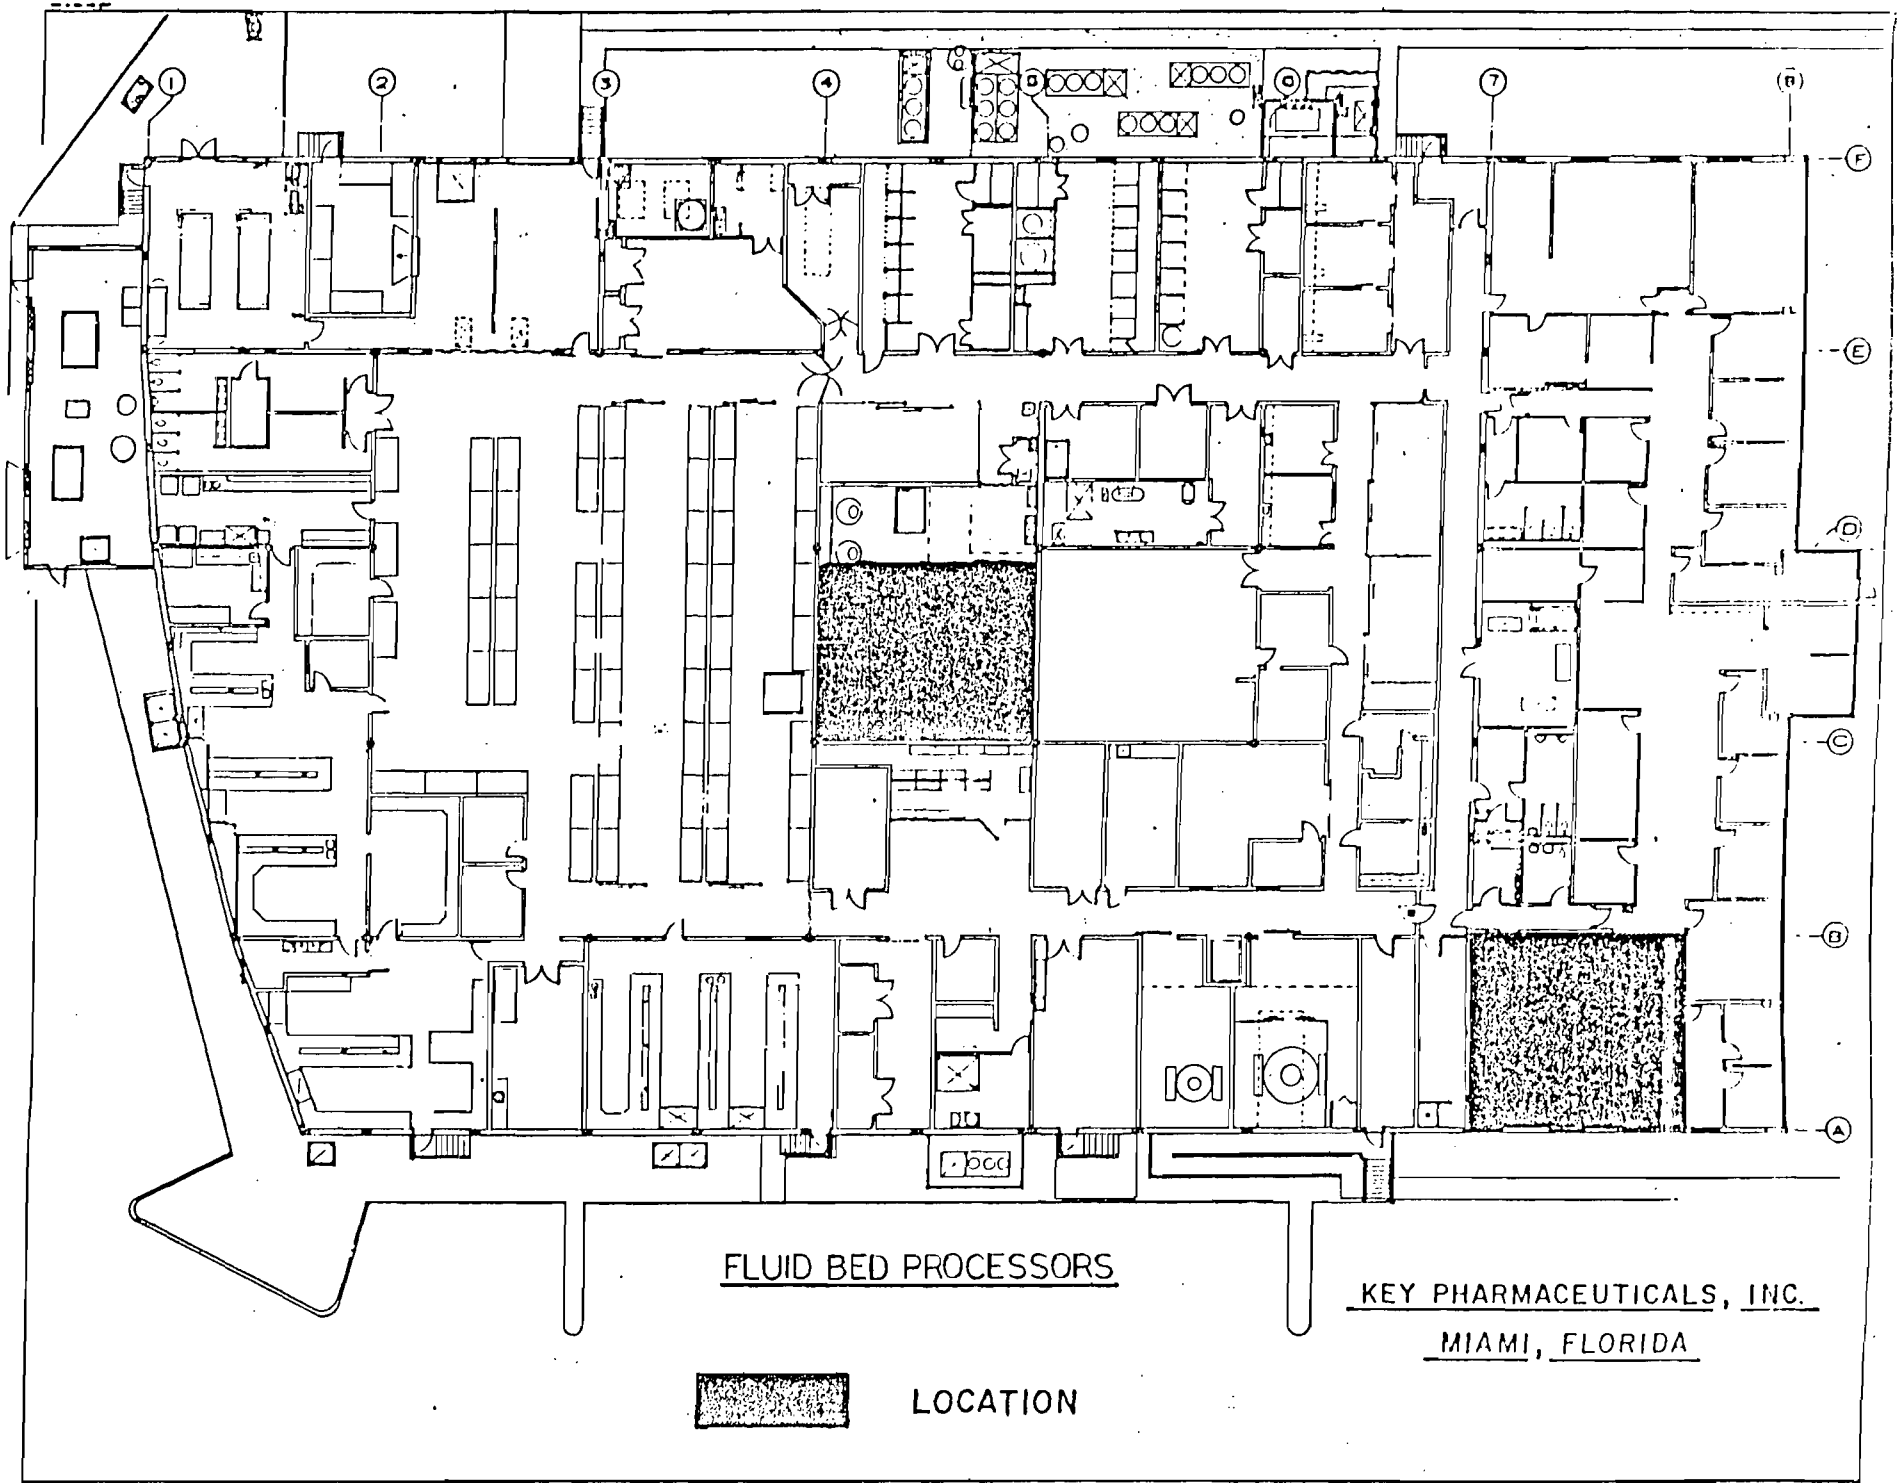 1 2 3 4 7
F
E
D
C
B
A
FLUID BED PROCESSORS
KEY PHARMACEUTICALS, INC.
MIAMI, FLORIDA
LOCATION